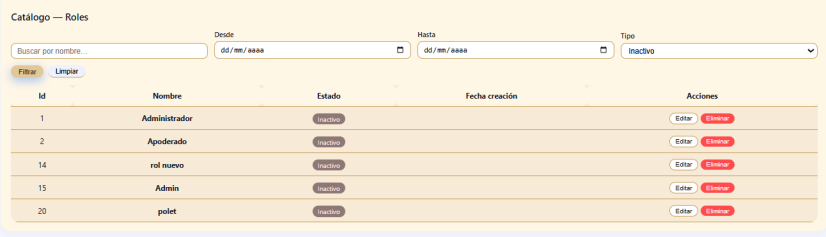 Catálogo — Roles
Desde Hasta Tipo
Buscar por nombre... dd/mm/aaaa dd/mm/aaaa Inactivo
Filtrar Limpiar
Id Nombre Estado Fecha creación Acciones
1 Administrador Inactivo Editar Eliminar
2 Apoderado Inactivo Editar Eliminar
14 rol nuevo Inactivo Editar Eliminar
15 Admin Inactivo Editar Eliminar
20 polet Inactivo Editar Eliminar